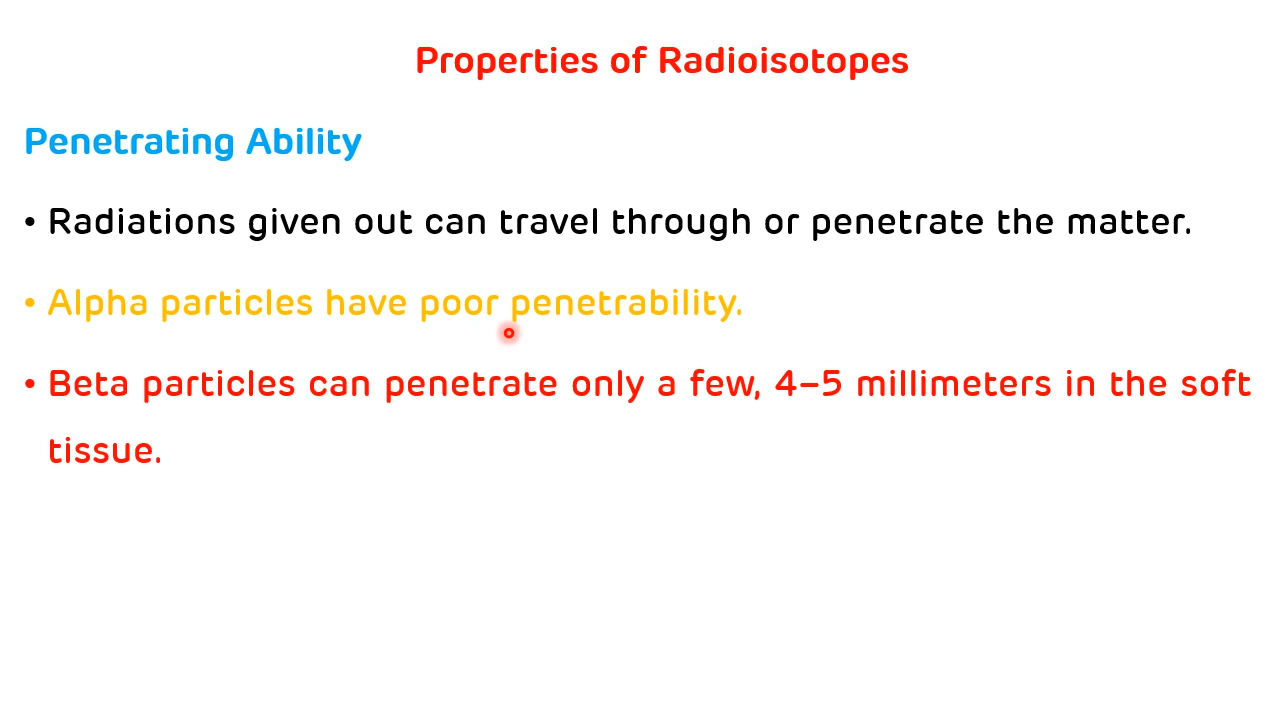 Properties of Radioisotopes
Penetrating Ability
• Radiations given out can travel through or penetrate the matter.
• Alpha particles have poor penetrability.
• Beta particles can penetrate only a few, 4–5 millimeters in the soft
tissue.